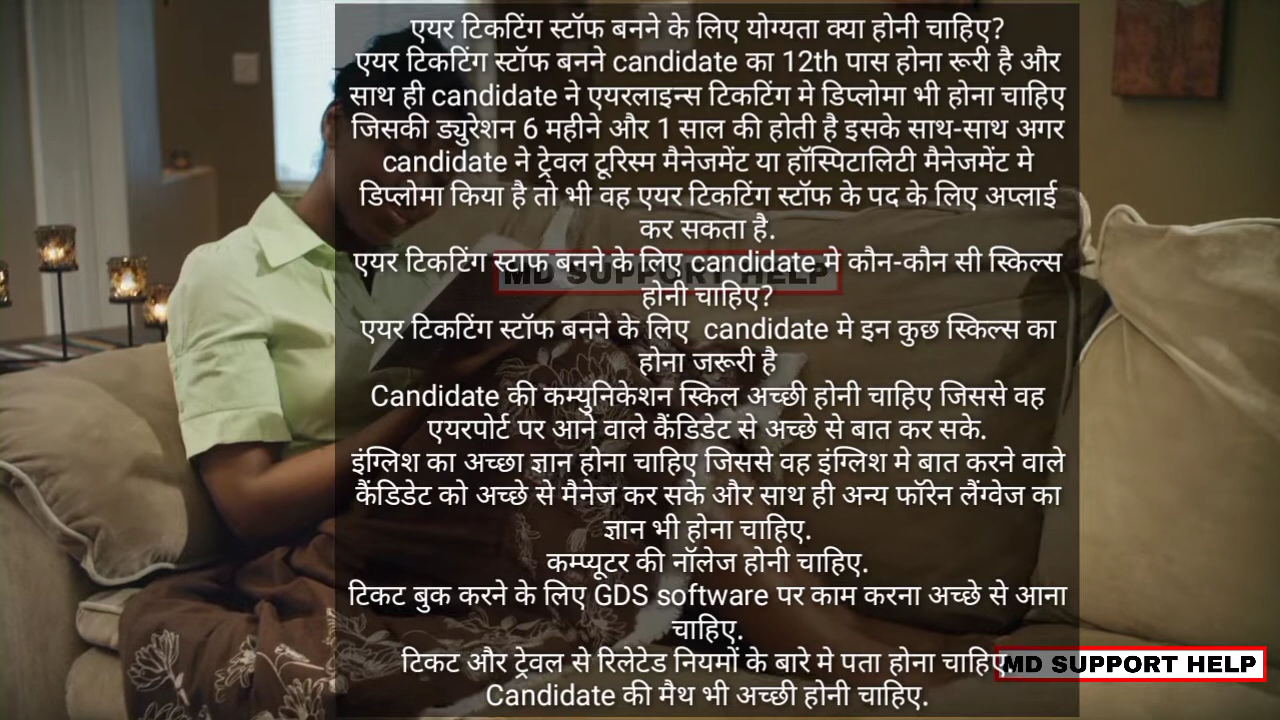 एयर टिकटिंग स्टॉफ बनने के लिए योग्यता क्या होनी चाहिए?
एयर टिकटिंग स्टॉफ बनने candidate का 12th पास होना रूरी है और
साथ ही candidate ने एयरलाइन्स टिकटिंग मे डिप्लोमा भी होना चाहिए
जिसकी ड्युरेशन 6 महीने और 1 साल की होती है इसके साथ-साथ अगर
candidate ने ट्रेवल टूरिस्म मैनेजमेंट या हॉस्पिटालिटी मैनेजमेंट मे
डिप्लोमा किया है तो भी वह एयर टिकटिंग स्टॉफ के पद के लिए अप्लाई
कर सकता है.
एयर टिकटिंग स्टाफ बनने के लिए candidate मे कौन-कौन सी स्किल्स
MD SUPPORT HELP
होनी चाहिए?
एयर टिकटिंग स्टॉफ बनने के लिए candidate मे इन कुछ स्किल्स का
होना जरूरी है
Candidate की कम्युनिकेशन स्किल अच्छी होनी चाहिए जिससे वह
एयरपोर्ट पर आने वाले कैंडिडेट से अच्छे से बात कर सके.
इंग्लिश का अच्छा ज्ञान होना चाहिए जिससे वह इंग्लिश मे बात करने वाले
कैंडिडेट को अच्छे से मैनेज कर सके और साथ ही अन्य फॉरेन लैंग्वेज का
ज्ञान भी होना चाहिए.
कम्प्यूटर की नॉलेज होनी चाहिए.
टिकट बुक करने के लिए GDS software पर काम करना अच्छे से आना
चाहिए.
टिकट और ट्रेवल से रिलेटेड नियमों के बारे मे पता होना चाहिए.
MD SUPPORT HELP
Candidate की मैथ भी अच्छी होनी चाहिए.